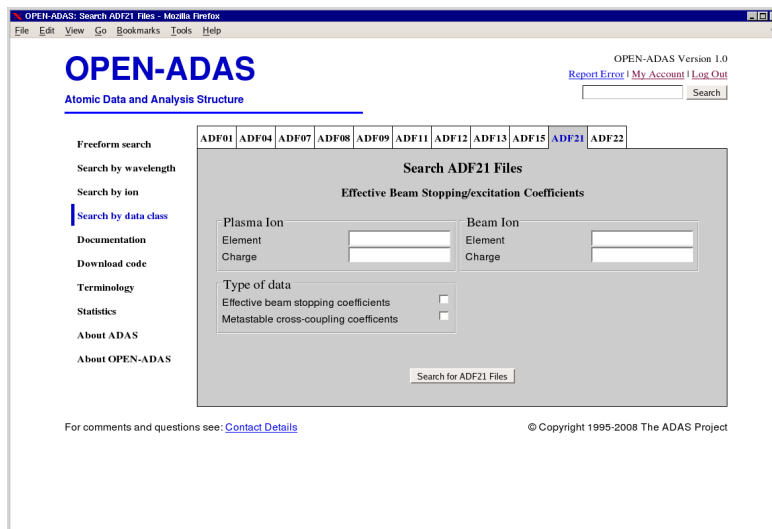 OPEN-ADAS: Search ADF21 Files - Mozilla Firefox
File Edit View Go Bookmarks Tools Help
OPEN-ADAS
OPEN-ADAS Version 1.0
Report Error | My Account | Log Out
Search
Atomic Data and Analysis Structure
ADF01 ADF04 ADF07 ADF08 ADF09 ADF11 ADF12 ADF13 ADF15 ADF21 ADF22
Freeform search
Search by wavelength
Search by ion
Search by data class
Documentation
Download code
Terminology
Statistics
About ADAS
About OPEN-ADAS
Search ADF21 Files
Effective Beam Stopping/excitation Coefficients
Plasma Ion
Element
Charge
Beam Ion
Element
Charge
Type of data
Effective beam stopping coefficients
Metastable cross-coupling coefficents
Search for ADF21 Files
For comments and questions see: Contact Details
© Copyright 1995-2008 The ADAS Project